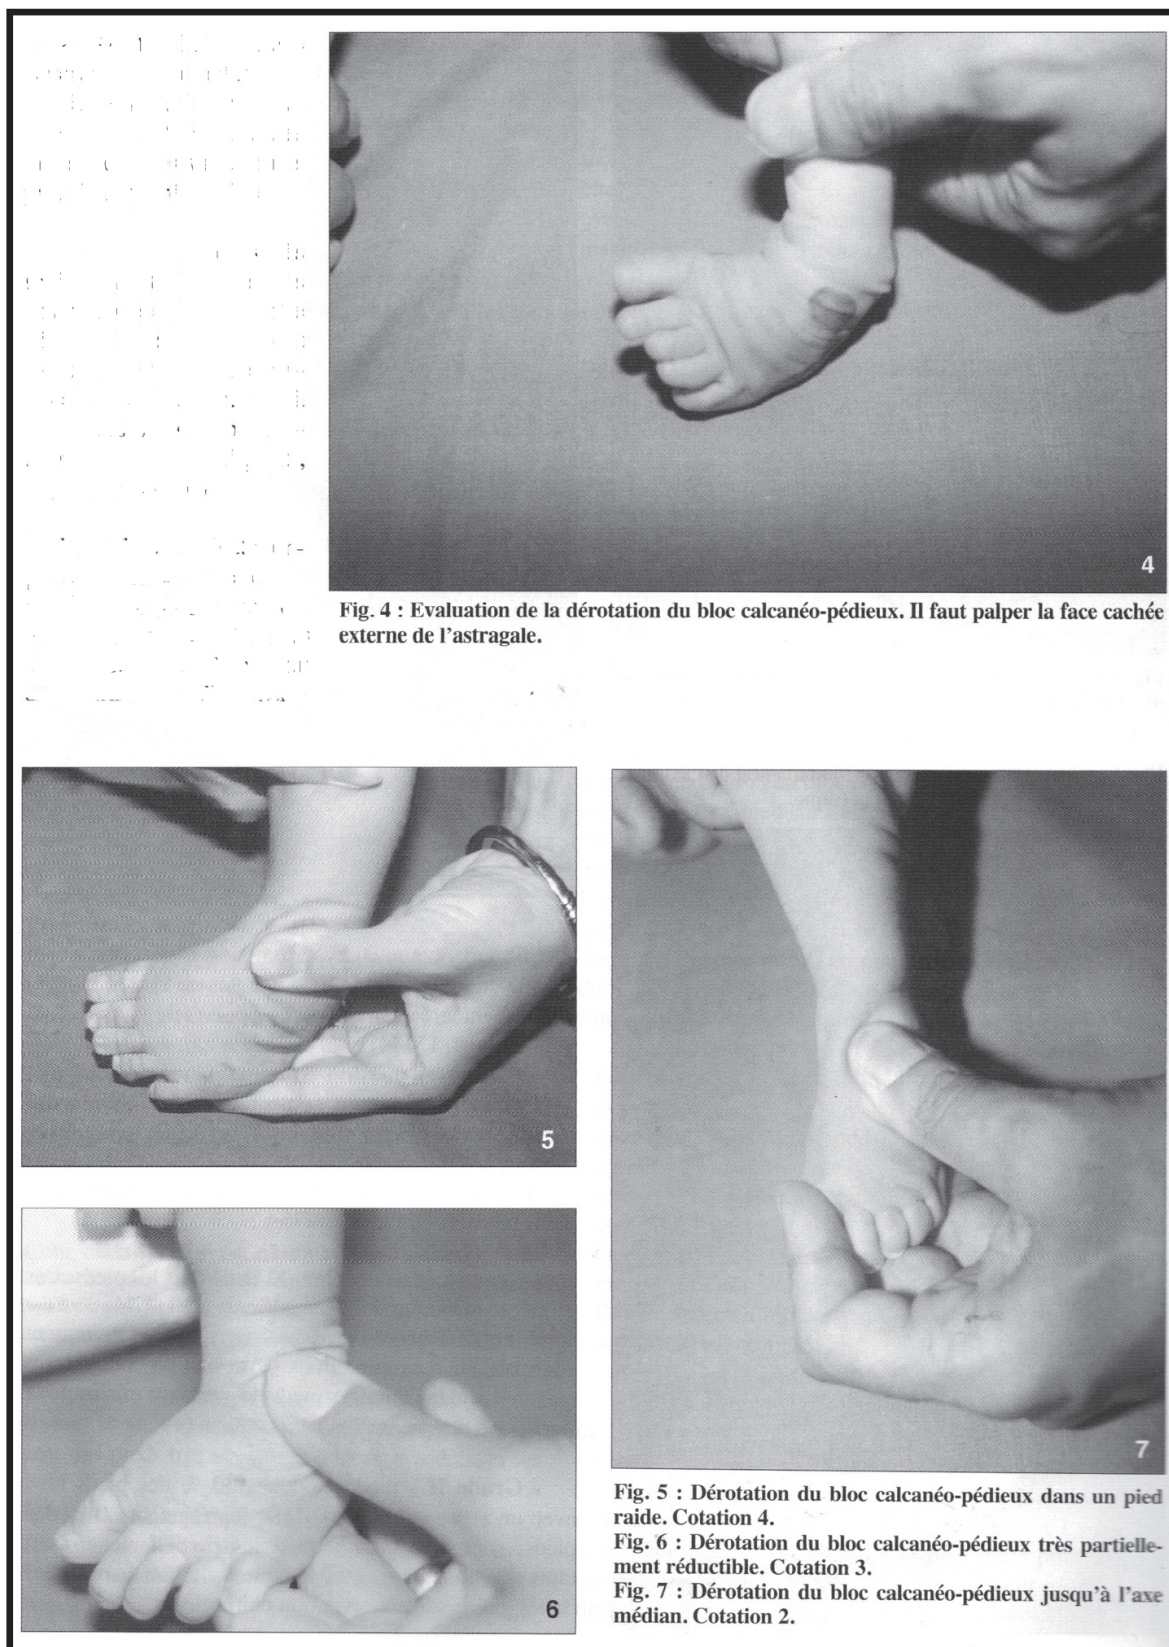 4
Fig. 4 : Evaluation de la dérotation du bloc calcanéo-pédieux. Il faut palper la face cachée
externe de l'astragale.
5
6
7
Fig. 5 : Dérotation du bloc calcanéo-pédieux dans un pied
raide. Cotation 4.
Fig. 6 : Dérotation du bloc calcanéo-pédieux très partielle-
ment réductible. Cotation 3.
Fig. 7 : Dérotation du bloc calcanéo-pédieux jusqu'à l'axe
médian. Cotation 2.